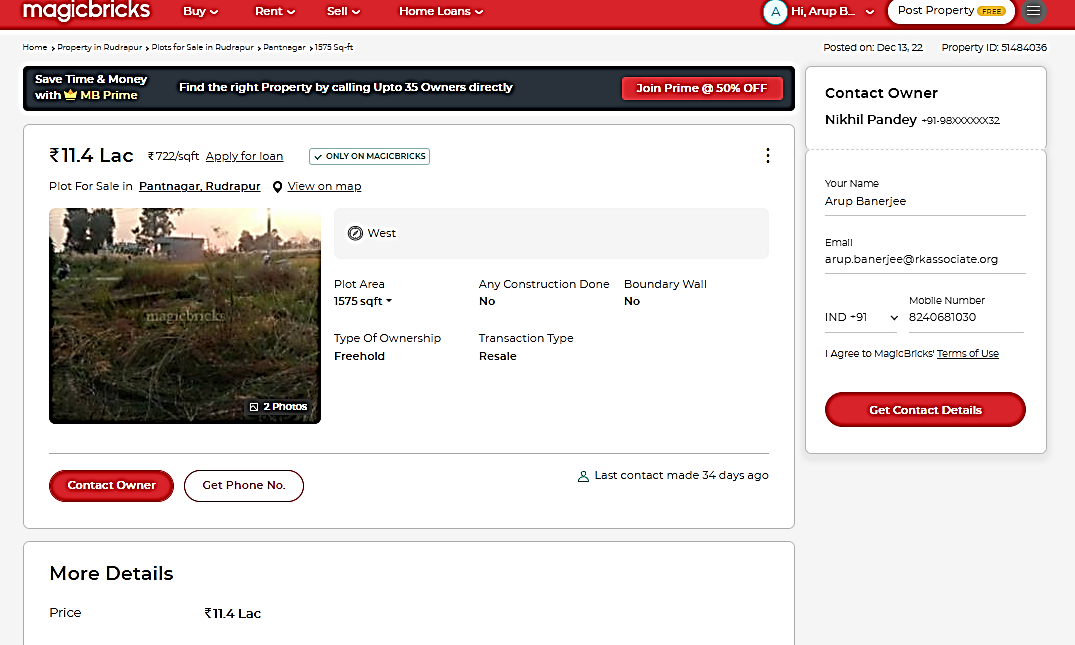 magicbricks Buy Rent Sell Home Loans A Hi, Arup B... Post Property FREE
Home > Property in Rudrapur > Plots for Sale in Rudrapur > Pantnagar > 1575 Sq-ft Posted on: Dec 13, 22 Property ID: 51484036
Save Time & Money
with MB Prime
Find the right Property by calling Upto 35 Owners directly
Join Prime @ 50% OFF
₹11.4 Lac ₹722/sqft Apply for loan ✓ ONLY ON MAGICBRICKS
Plot For Sale in Pantnagar, Rudrapur View on map
West
magicbricks
2 Photos
Plot Area Any Construction Done Boundary Wall
1575 sqft No No
Type Of Ownership Transaction Type
Freehold Resale
Contact Owner Get Phone No. Last contact made 34 days ago
More Details
Price ₹11.4 Lac
Contact Owner
Nikhil Pandey +91-98XXXXXX32
Your Name
Arup Banerjee
Email
arup.banerjee@rkassociate.org
Mobile Number
IND +91 8240681030
I Agree to MagicBricks' Terms of Use
Get Contact Details